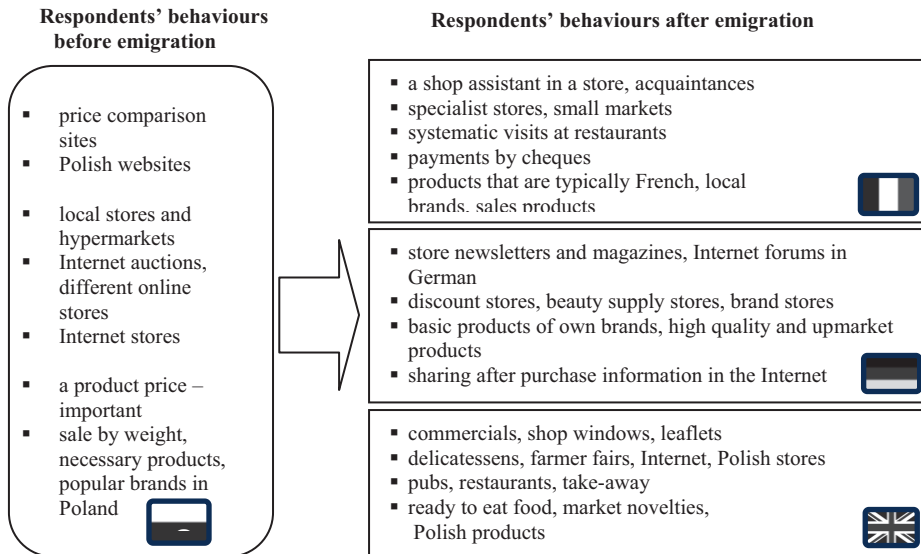 Respondents' behaviours
before emigration
▪ price comparison
sites
▪ Polish websites
▪ local stores and
hypermarkets
▪ Internet auctions,
different online
stores
▪ Internet stores
▪ a product price –
important
▪ sale by weight,
necessary products,
popular brands in
Poland
Respondents' behaviours after emigration
▪ a shop assistant in a store, acquaintances
▪ specialist stores, small markets
▪ systematic visits at restaurants
▪ payments by cheques
▪ products that are typically French, local
brands, sales products
▪ store newsletters and magazines, Internet forums in
German
▪ discount stores, beauty supply stores, brand stores
▪ basic products of own brands, high quality and upmarket
products
▪ sharing after purchase information in the Internet
▪ commercials, shop windows, leaflets
▪ delicatessens, farmer fairs, Internet, Polish stores
▪ pubs, restaurants, take-away
▪ ready to eat food, market novelties,
Polish products